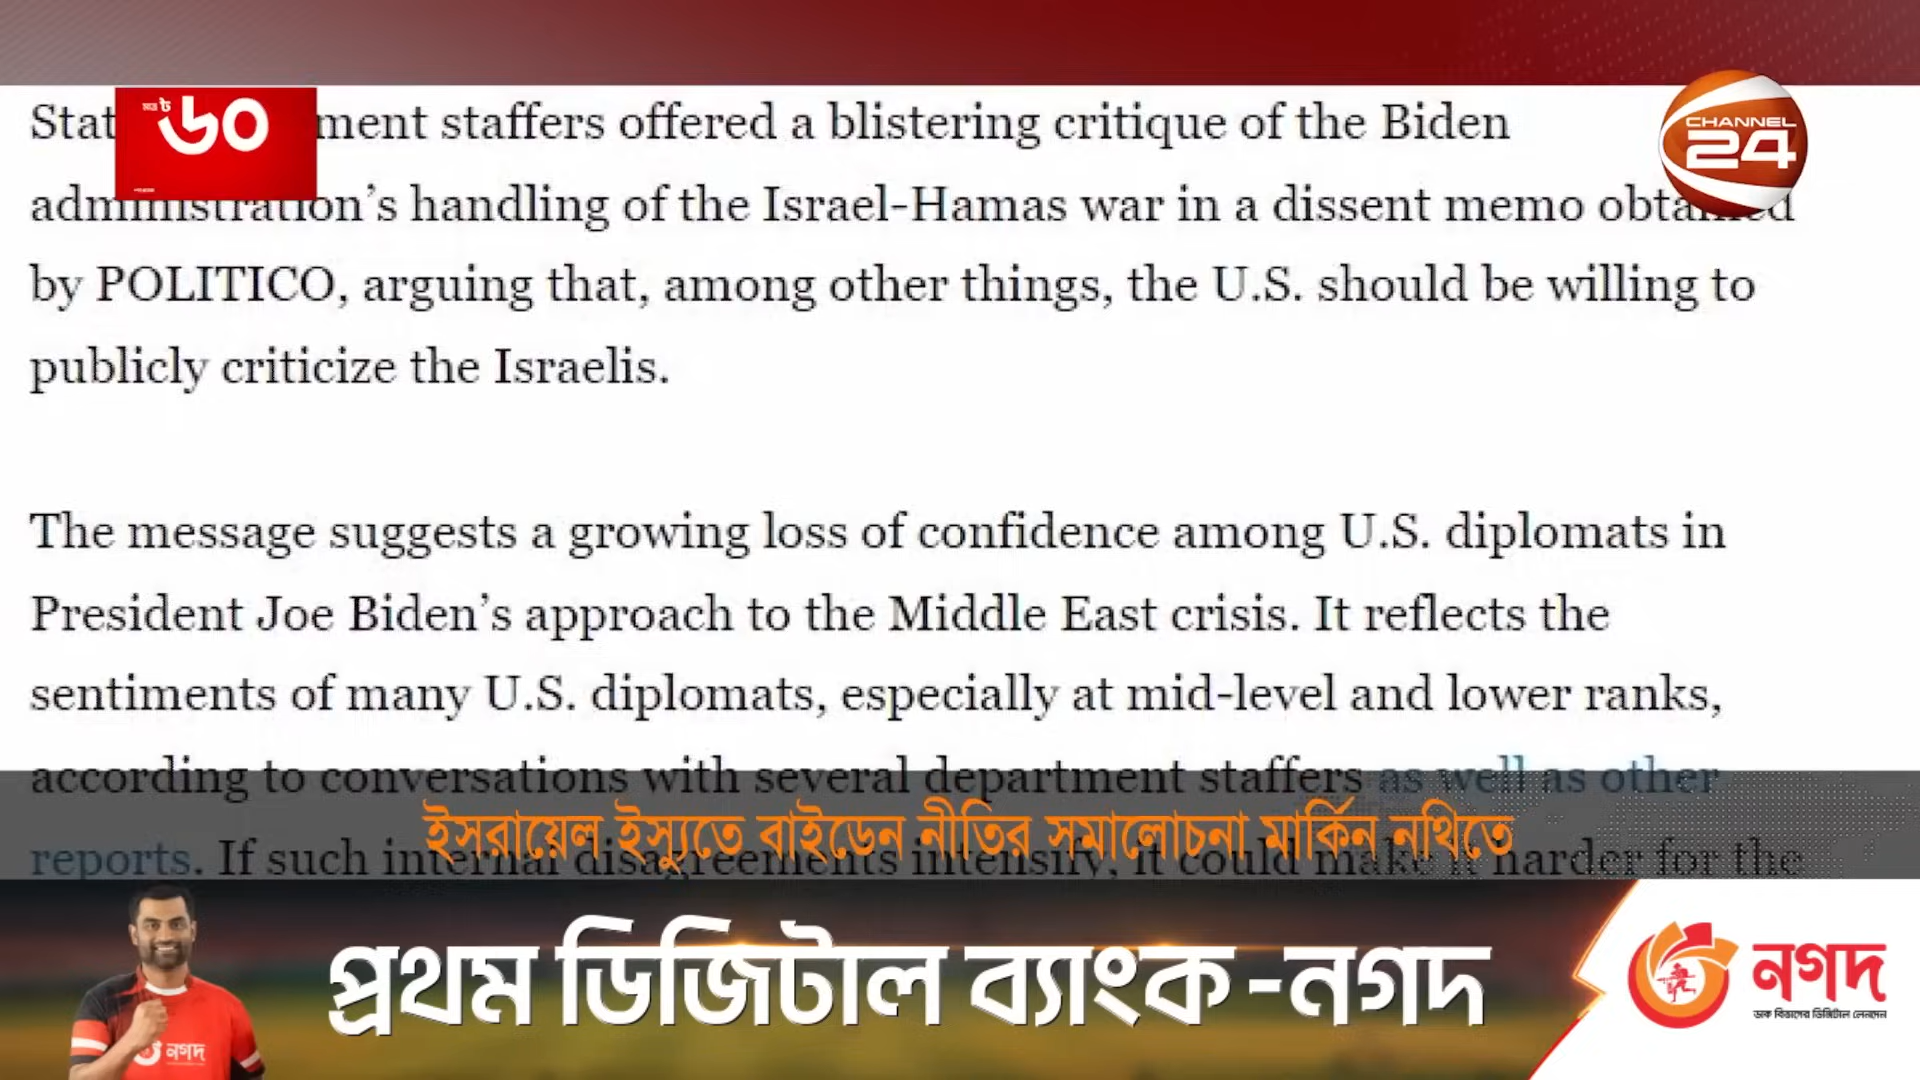 মাত্র ৳ ৬০
CHANNEL
24
Stat ment staffers offered a blistering critique of the Biden
administration’s handling of the Israel-Hamas war in a dissent memo obtained
by POLITICO, arguing that, among other things, the U.S. should be willing to
publicly criticize the Israelis.
The message suggests a growing loss of confidence among U.S. diplomats in
President Joe Biden’s approach to the Middle East crisis. It reflects the
sentiments of many U.S. diplomats, especially at mid-level and lower ranks,
according to conversations with several department staffers as well as other
reports. If such internal disagreements intensify, it could make it harder for the
ইসরায়েল ইস্যুতে বাইডেন নীতির সমালোচনা মার্কিন নথিতে
প্রথম ডিজিটাল ব্যাংক -নগদ
নগদ
ডাক বিভাগের ডিজিটাল লেনদেন
নগদ